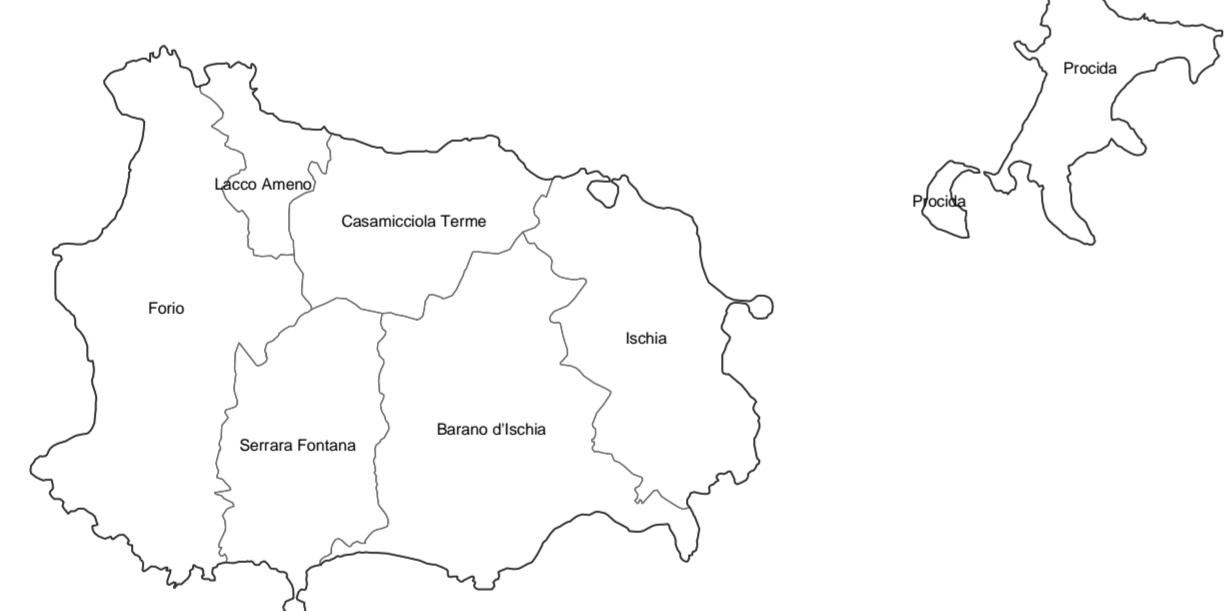 Procida
Lacco Ameno
Procida
Casamicciola Terme
Forio
Ischia
Barano d'Ischia
Serrara Fontana